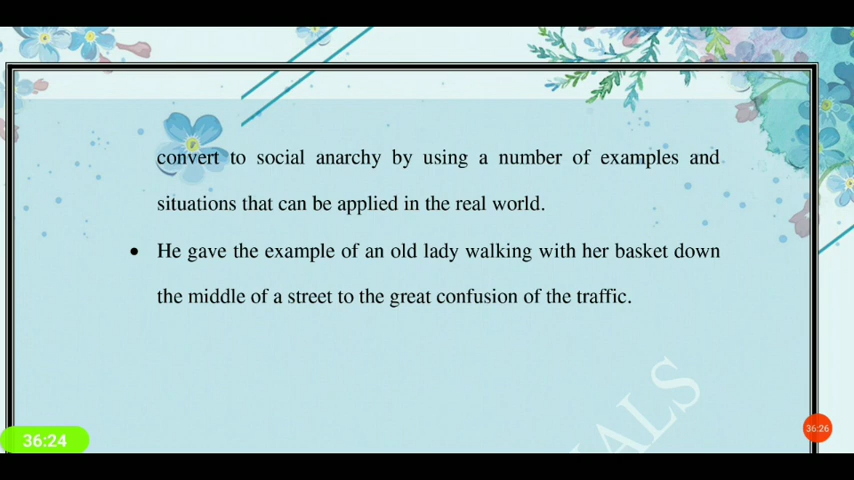 convert to social anarchy by using a number of examples and
situations that can be applied in the real world.
• He gave the example of an old lady walking with her basket down
the middle of a street to the great confusion of the traffic.
36:24
36:26